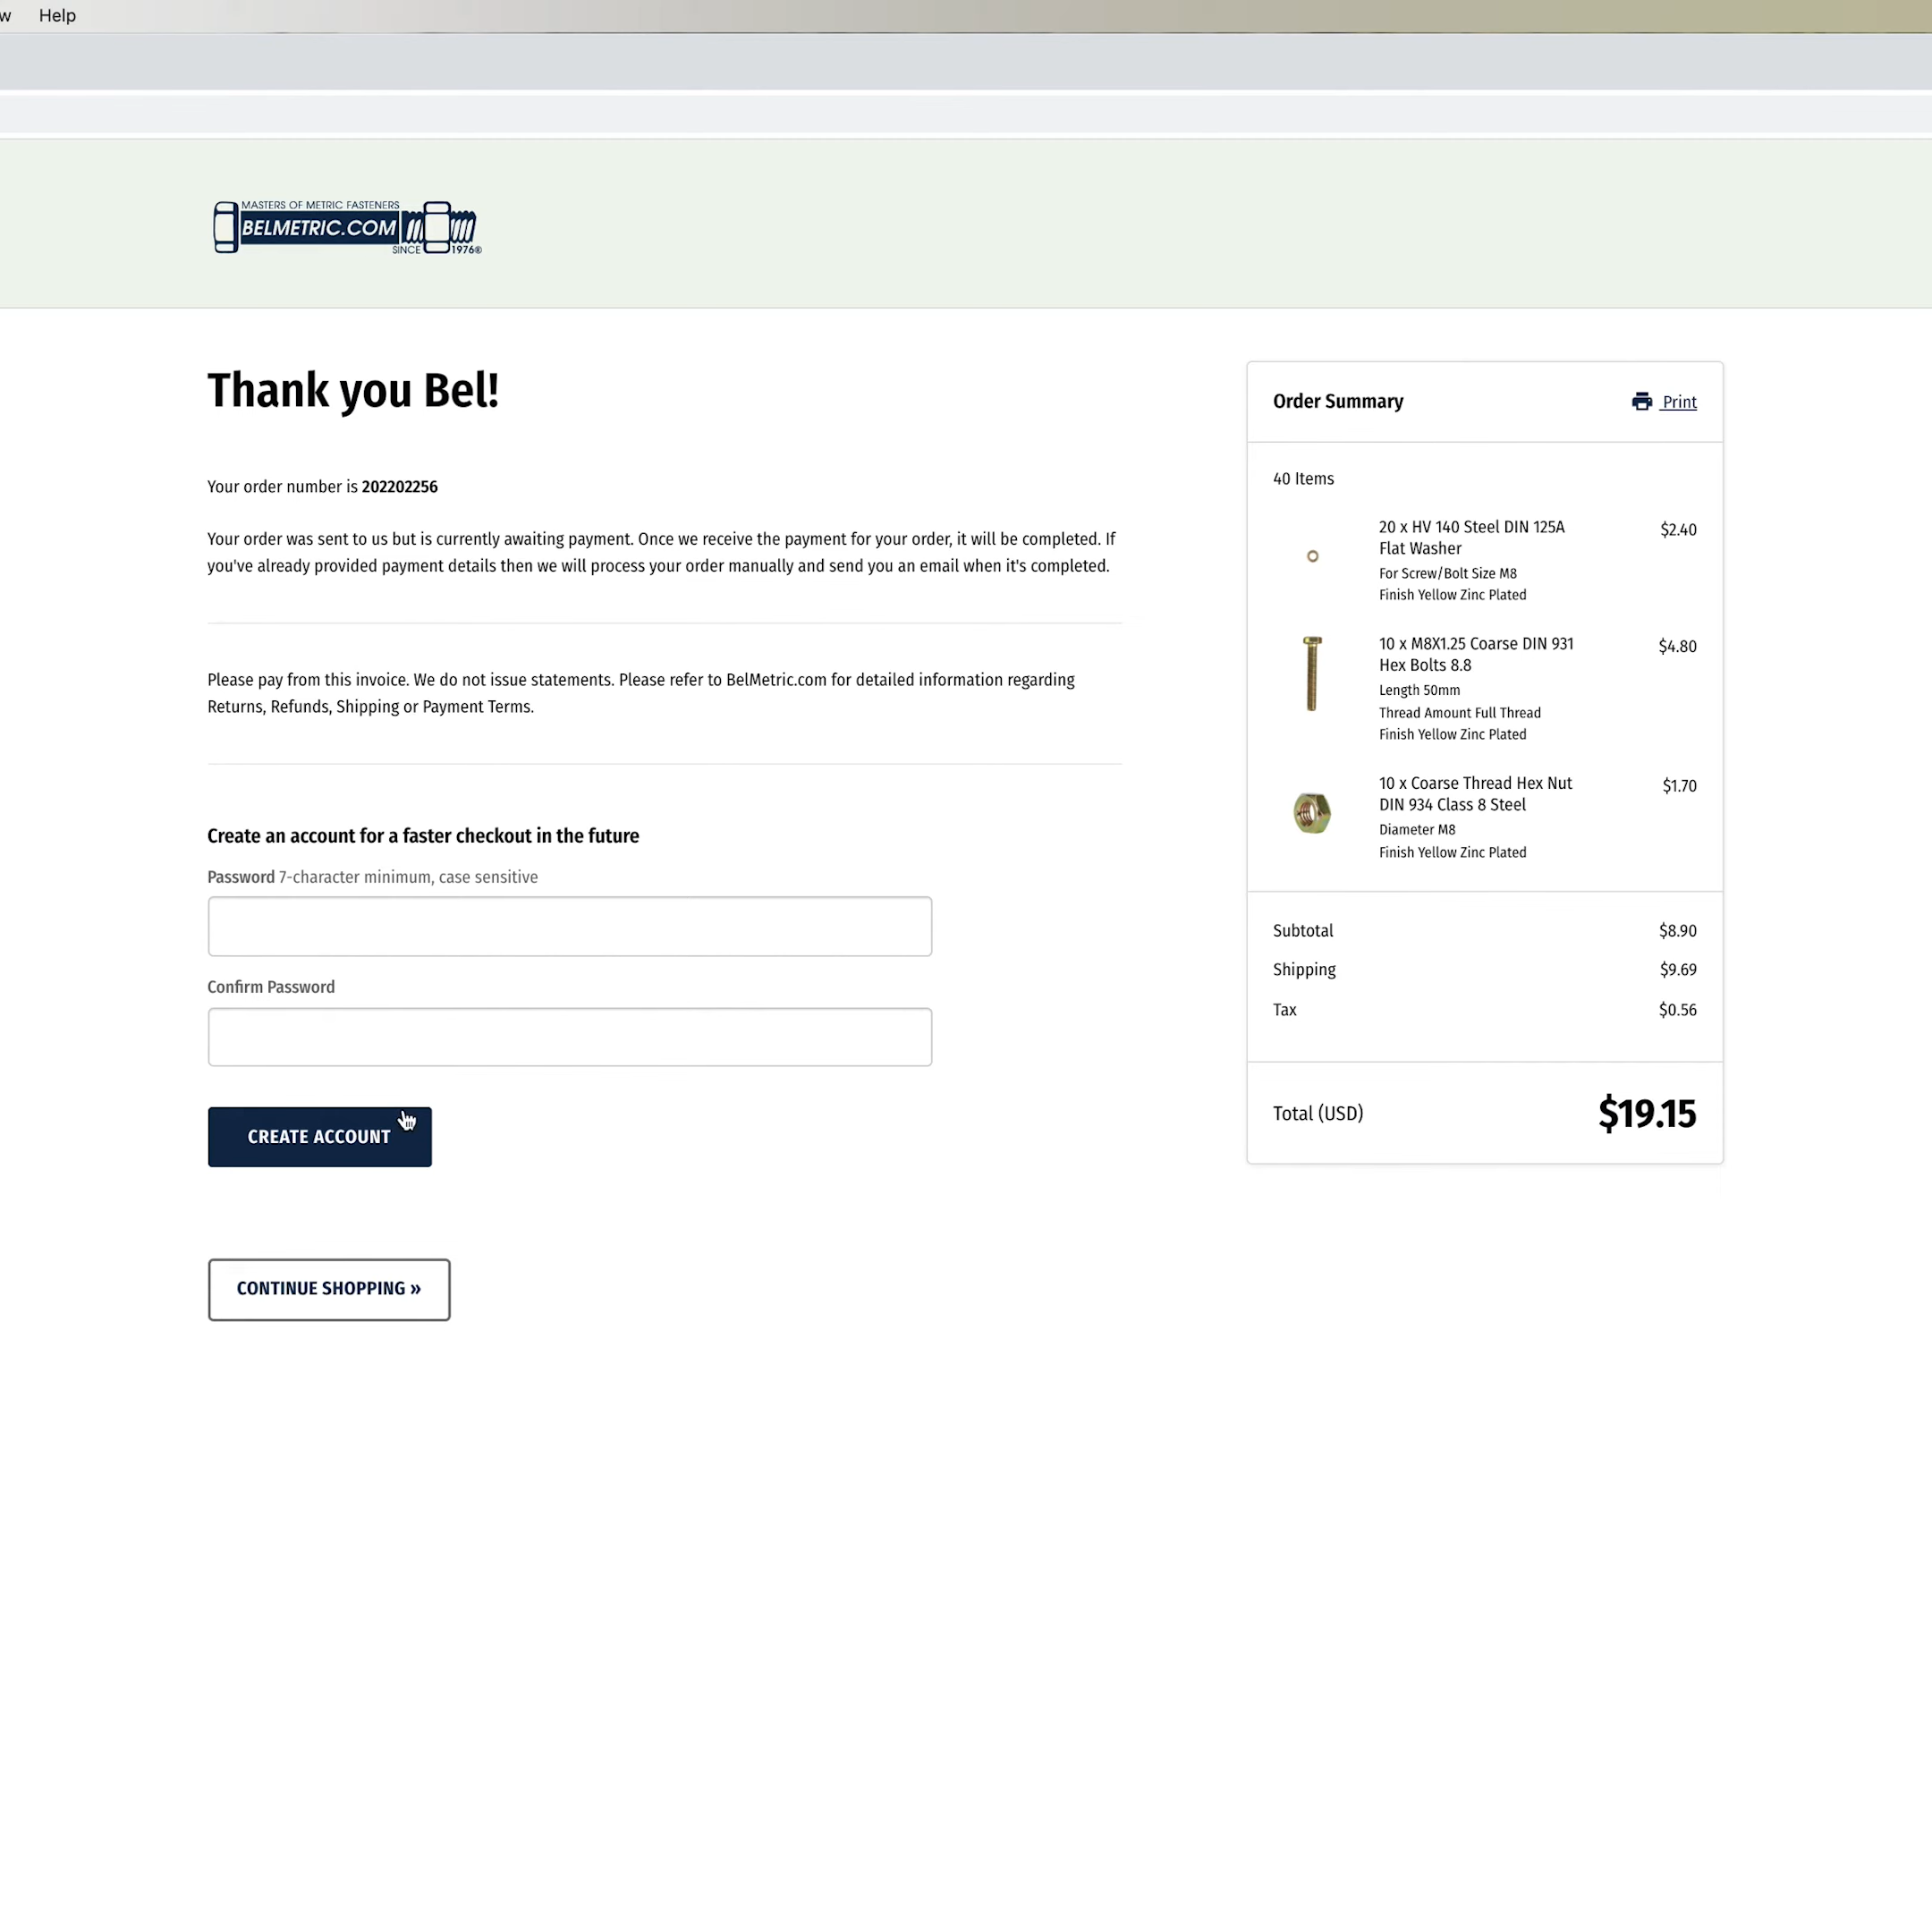 w Help
MASTERS OF METRIC FASTENERS
BELMETRIC.COM
SINCE 1976®
Thank you Bel!
Your order number is 202202256
Your order was sent to us but is currently awaiting payment. Once we receive the payment for your order, it will be completed. If
you've already provided payment details then we will process your order manually and send you an email when it's completed.
Please pay from this invoice. We do not issue statements. Please refer to BelMetric.com for detailed information regarding
Returns, Refunds, Shipping or Payment Terms.
Create an account for a faster checkout in the future
Password 7-character minimum, case sensitive
Confirm Password
CREATE ACCOUNT
CONTINUE SHOPPING »
Order Summary Print
40 Items
20 x HV 140 Steel DIN 125A $2.40
Flat Washer
For Screw/Bolt Size M8
Finish Yellow Zinc Plated
10 x M8X1.25 Coarse DIN 931 $4.80
Hex Bolts 8.8
Length 50mm
Thread Amount Full Thread
Finish Yellow Zinc Plated
10 x Coarse Thread Hex Nut $1.70
DIN 934 Class 8 Steel
Diameter M8
Finish Yellow Zinc Plated
Subtotal $8.90
Shipping $9.69
Tax $0.56
Total (USD) $19.15